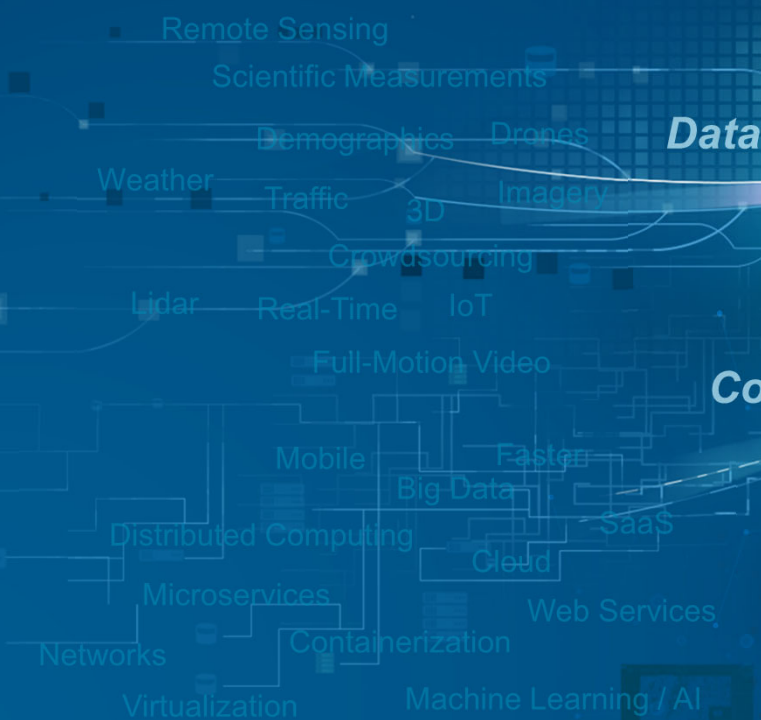 Remote Sensing
Scientific Measurements
Demographics
Drones
Data
Weather
Traffic
3D
Imagery
Crowdsourcing
Lidar
Real-Time
IoT
Full-Motion Video
Co
Mobile
Faster
Big Data
SaaS
Distributed Computing
Cloud
Microservices
Web Services
Containerization
Networks
Virtualization
Machine Learning / AI